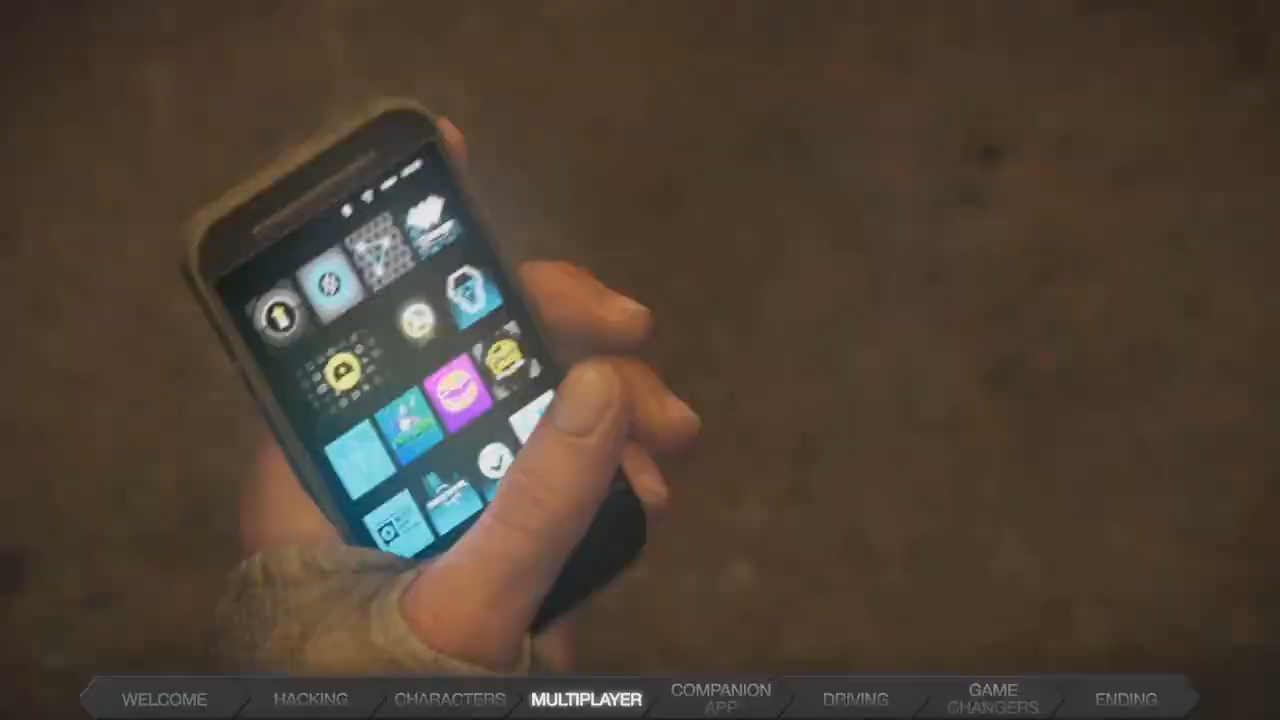 WELCOME
HACKING
CHARACTERS
MULTIPLAYER
COMPANION
APP
DRIVING
GAME
CHANGERS
ENDING